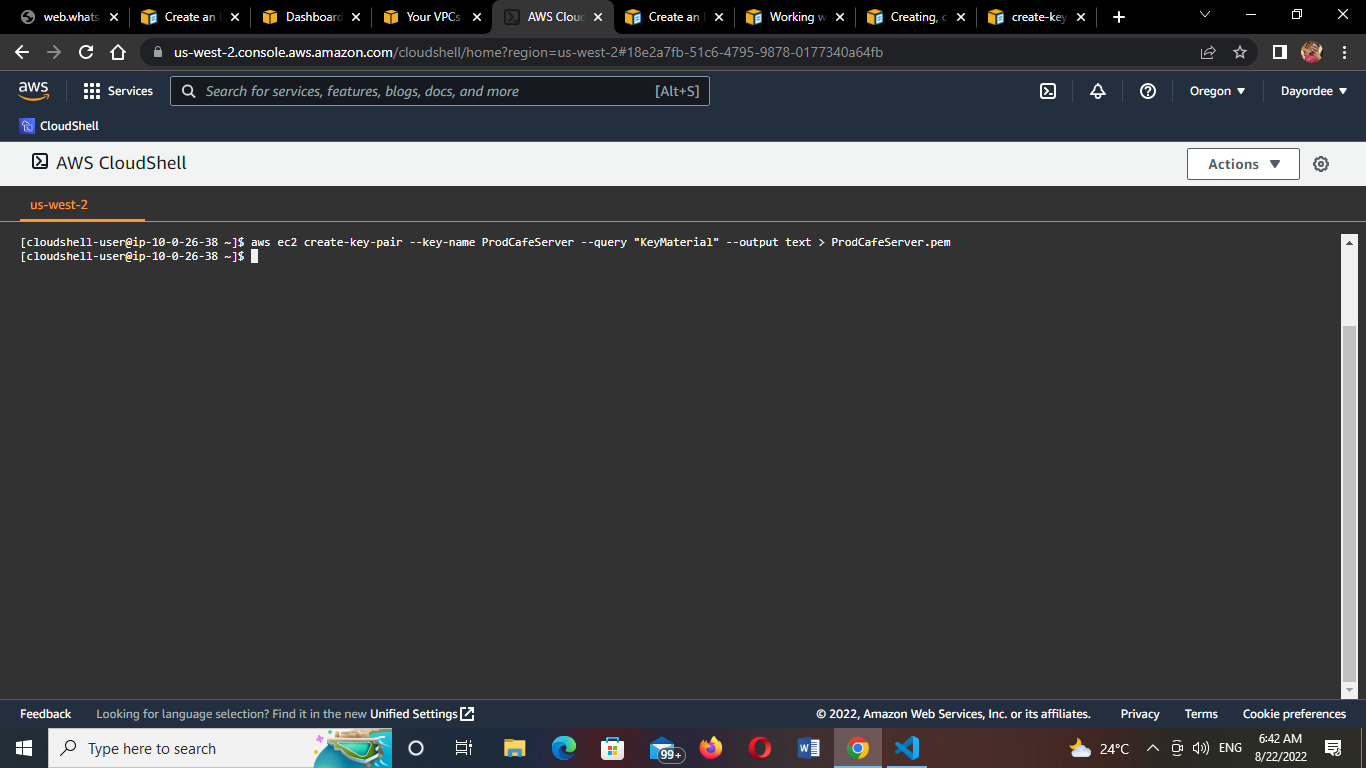 web.whats
Create an
Dashboard
Your VPCs
AWS Clou
Create an
Working w
Creating, c
create-key
us-west-2.console.aws.amazon.com/cloudshell/home?region=us-west-2#18e2a7fb-51c6-4795-9878-0177340a64fb
aws
Services
Search for services, features, blogs, docs, and more
[Alt+S]
Oregon
Dayordee
CloudShell
AWS CloudShell
Actions
us-west-2
[cloudshell-user@ip-10-0-26-38 ~]$ aws ec2 create-key-pair --key-name ProdCafeServer --query "KeyMaterial" --output text > ProdCafeServer.pem
[cloudshell-user@ip-10-0-26-38 ~]$
Feedback
Looking for language selection? Find it in the new Unified Settings
© 2022, Amazon Web Services, Inc. or its affiliates.
Privacy
Terms
Cookie preferences
Type here to search
99+
24°C
ENG
6:42 AM
8/22/2022